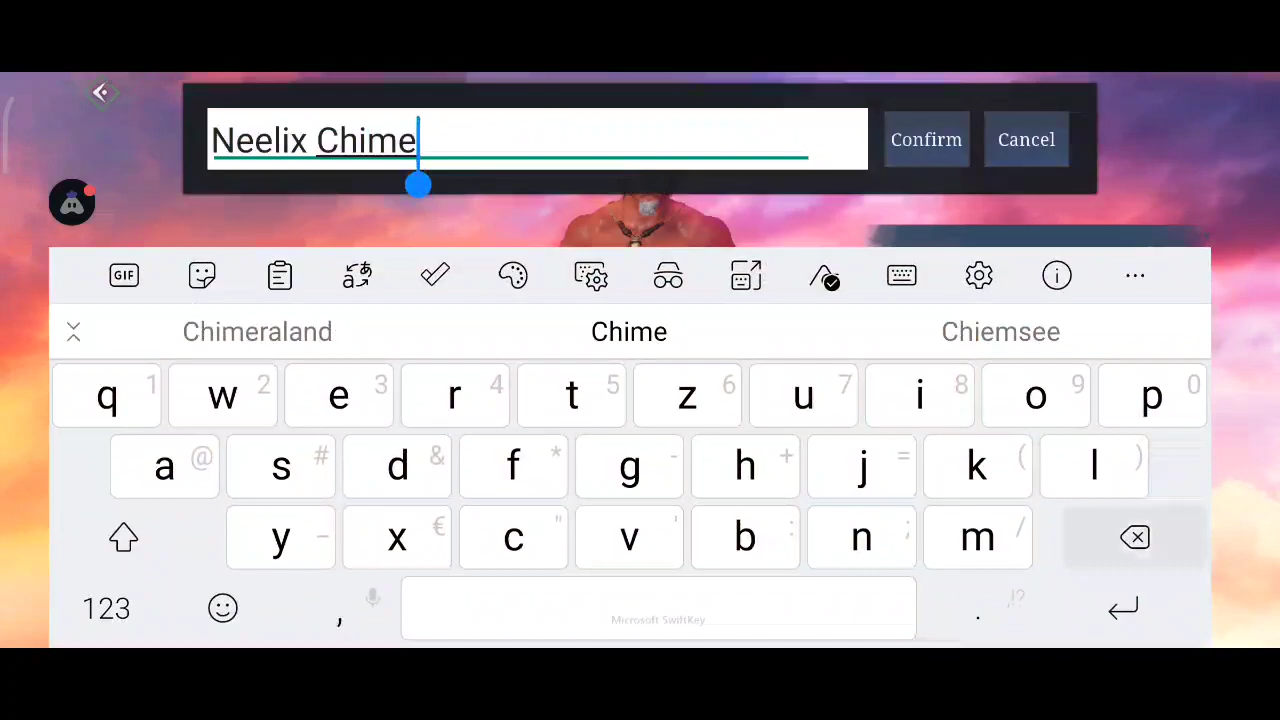 Neelix Chime
Confirm
Cancel
GIF
Chimeraland Chime Chiemsee
q 1 w 2 e 3 r 4 t 5 z 6 u 7 i 8 o 9 p 0
a @ s # d & f * g - h + j = k ( l )
y _ x € c " v ' b : n ; m /
123 , Microsoft SwiftKey . ,!?